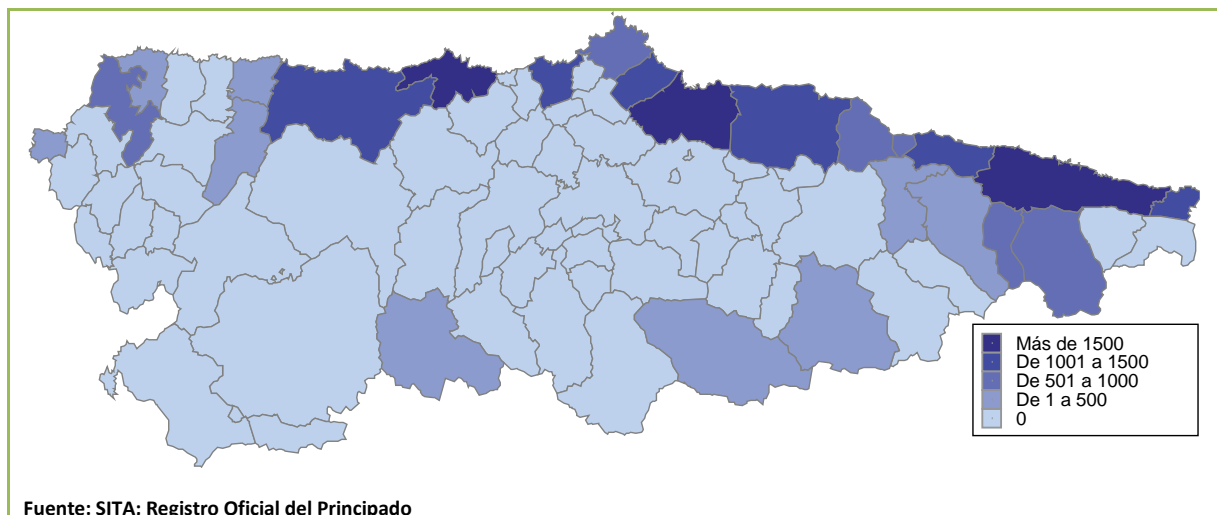 Más de 1500
De 1001 a 1500
De 501 a 1000
De 1 a 500
0
Fuente: SITA: Registro Oficial del Principado